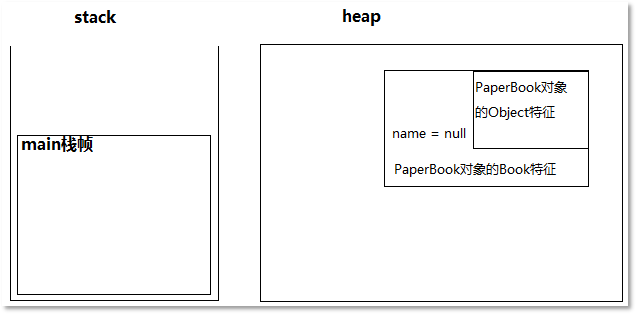 stack
heap
main栈帧
PaperBook对象
的Object特征
name = null
PaperBook对象的Book特征